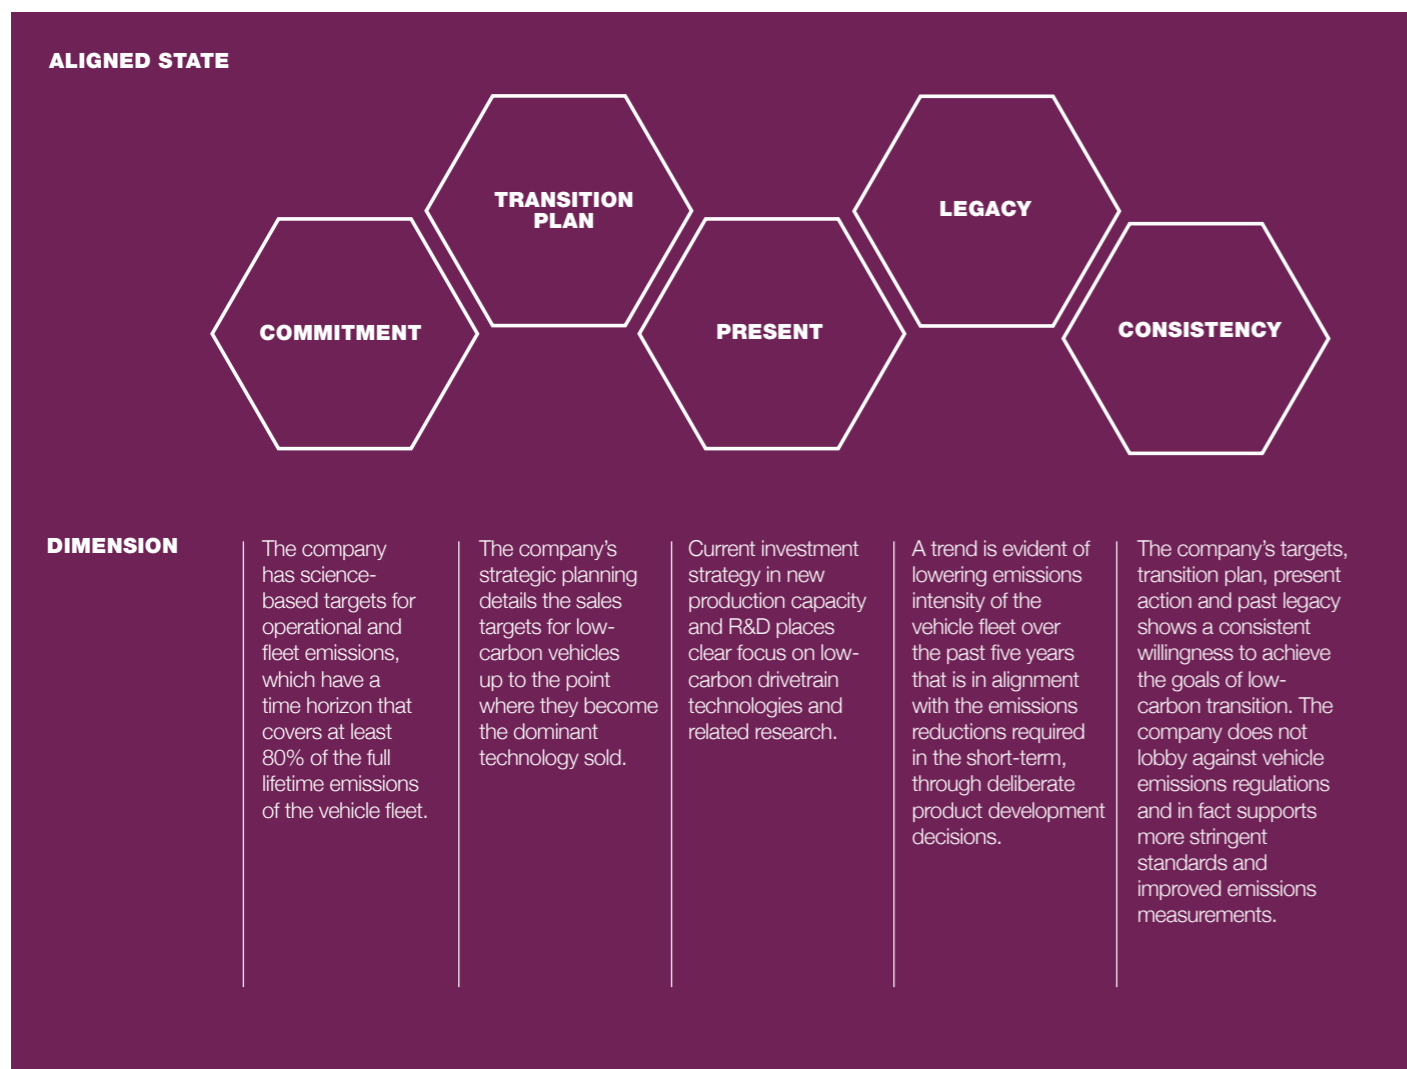 ALIGNED STATE
TRANSITION
PLAN
LEGACY
COMMITMENT
PRESENT
CONSISTENCY
DIMENSION
The company
has science-
based targets for
operational and
fleet emissions,
which have a
time horizon that
covers at least
80% of the full
lifetime emissions
of the vehicle fleet.
The company’s
strategic planning
details the sales
targets for low-
carbon vehicles
up to the point
where they become
the dominant
technology sold.
Current investment
strategy in new
production capacity
and R&D places
clear focus on low-
carbon drivetrain
technologies and
related research.
A trend is evident of
lowering emissions
intensity of the
vehicle fleet over
the past five years
that is in alignment
with the emissions
reductions required
in the short-term,
through deliberate
product development
decisions.
The company’s targets,
transition plan, present
action and past legacy
shows a consistent
willingness to achieve
the goals of low-
carbon transition. The
company does not
lobby against vehicle
emissions regulations
and in fact supports
more stringent
standards and
improved emissions
measurements.